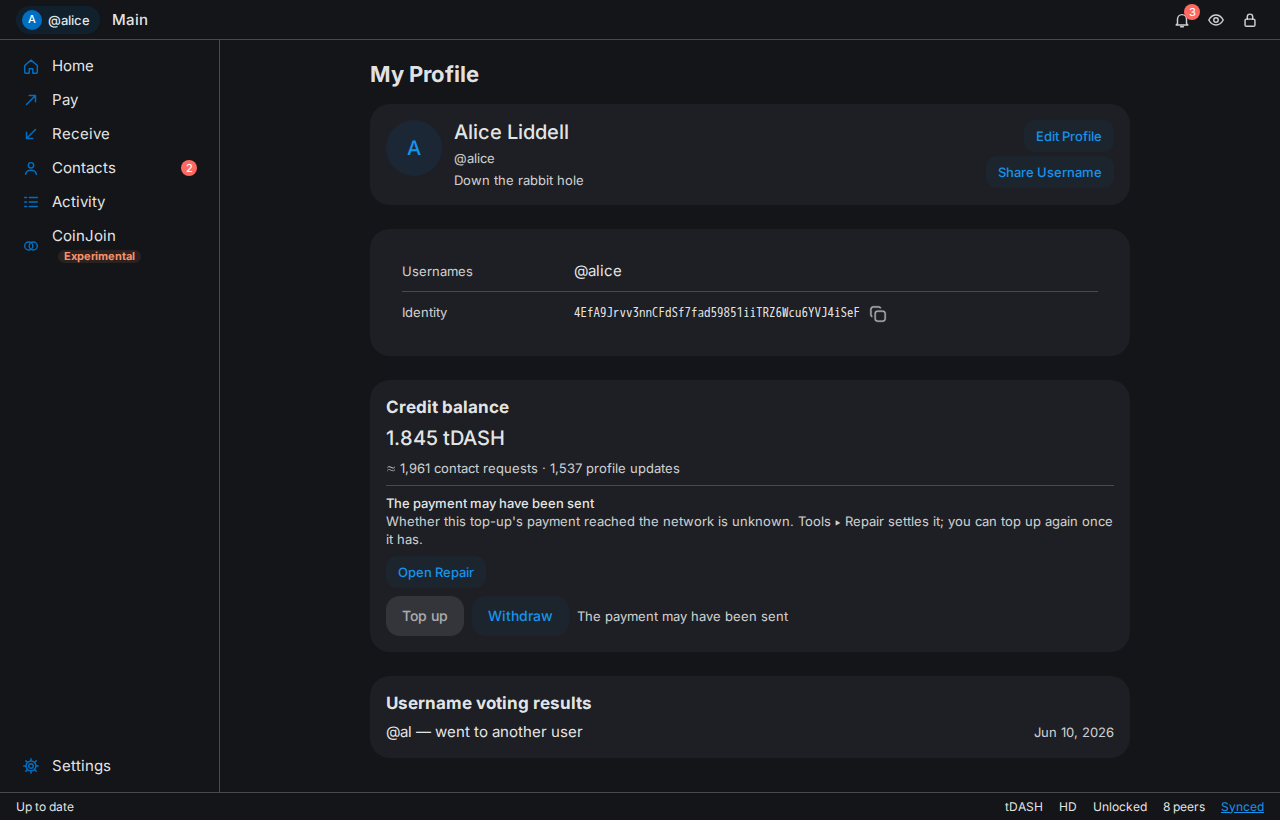 A @alice Main 3
Home
Pay
Receive
Contacts 2
Activity
CoinJoin
Experimental
Settings
My Profile
A
Alice Liddell
@alice
Down the rabbit hole
Edit Profile
Share Username
Usernames @alice
Identity 4EfA9Jrvv3nnCFdSf7fad59851iiTRZ6Wcu6YVJ4iSeF
Credit balance
1.845 tDASH
≈ 1,961 contact requests · 1,537 profile updates
The payment may have been sent
Whether this top-up's payment reached the network is unknown. Tools ▸ Repair settles it; you can top up again once
it has.
Open Repair
Top up Withdraw The payment may have been sent
Username voting results
@al — went to another user Jun 10, 2026
Up to date tDASH HD Unlocked 8 peers Synced